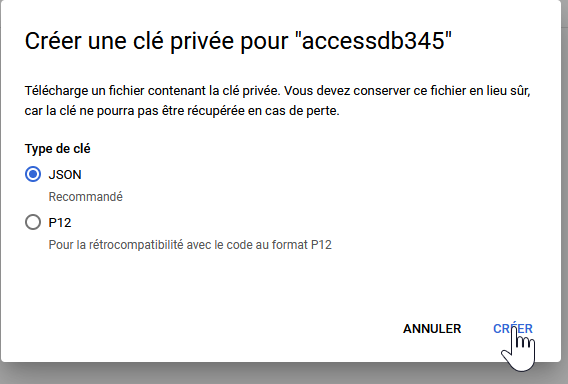 Créer une clé privée pour "accessdb345"
Télécharge un fichier contenant la clé privée. Vous devez conserver ce fichier en lieu sûr,
car la clé ne pourra pas être récupérée en cas de perte.
Type de clé
JSON
Recommandé
P12
Pour la rétrocompatibilité avec le code au format P12
ANNULER CRÉER